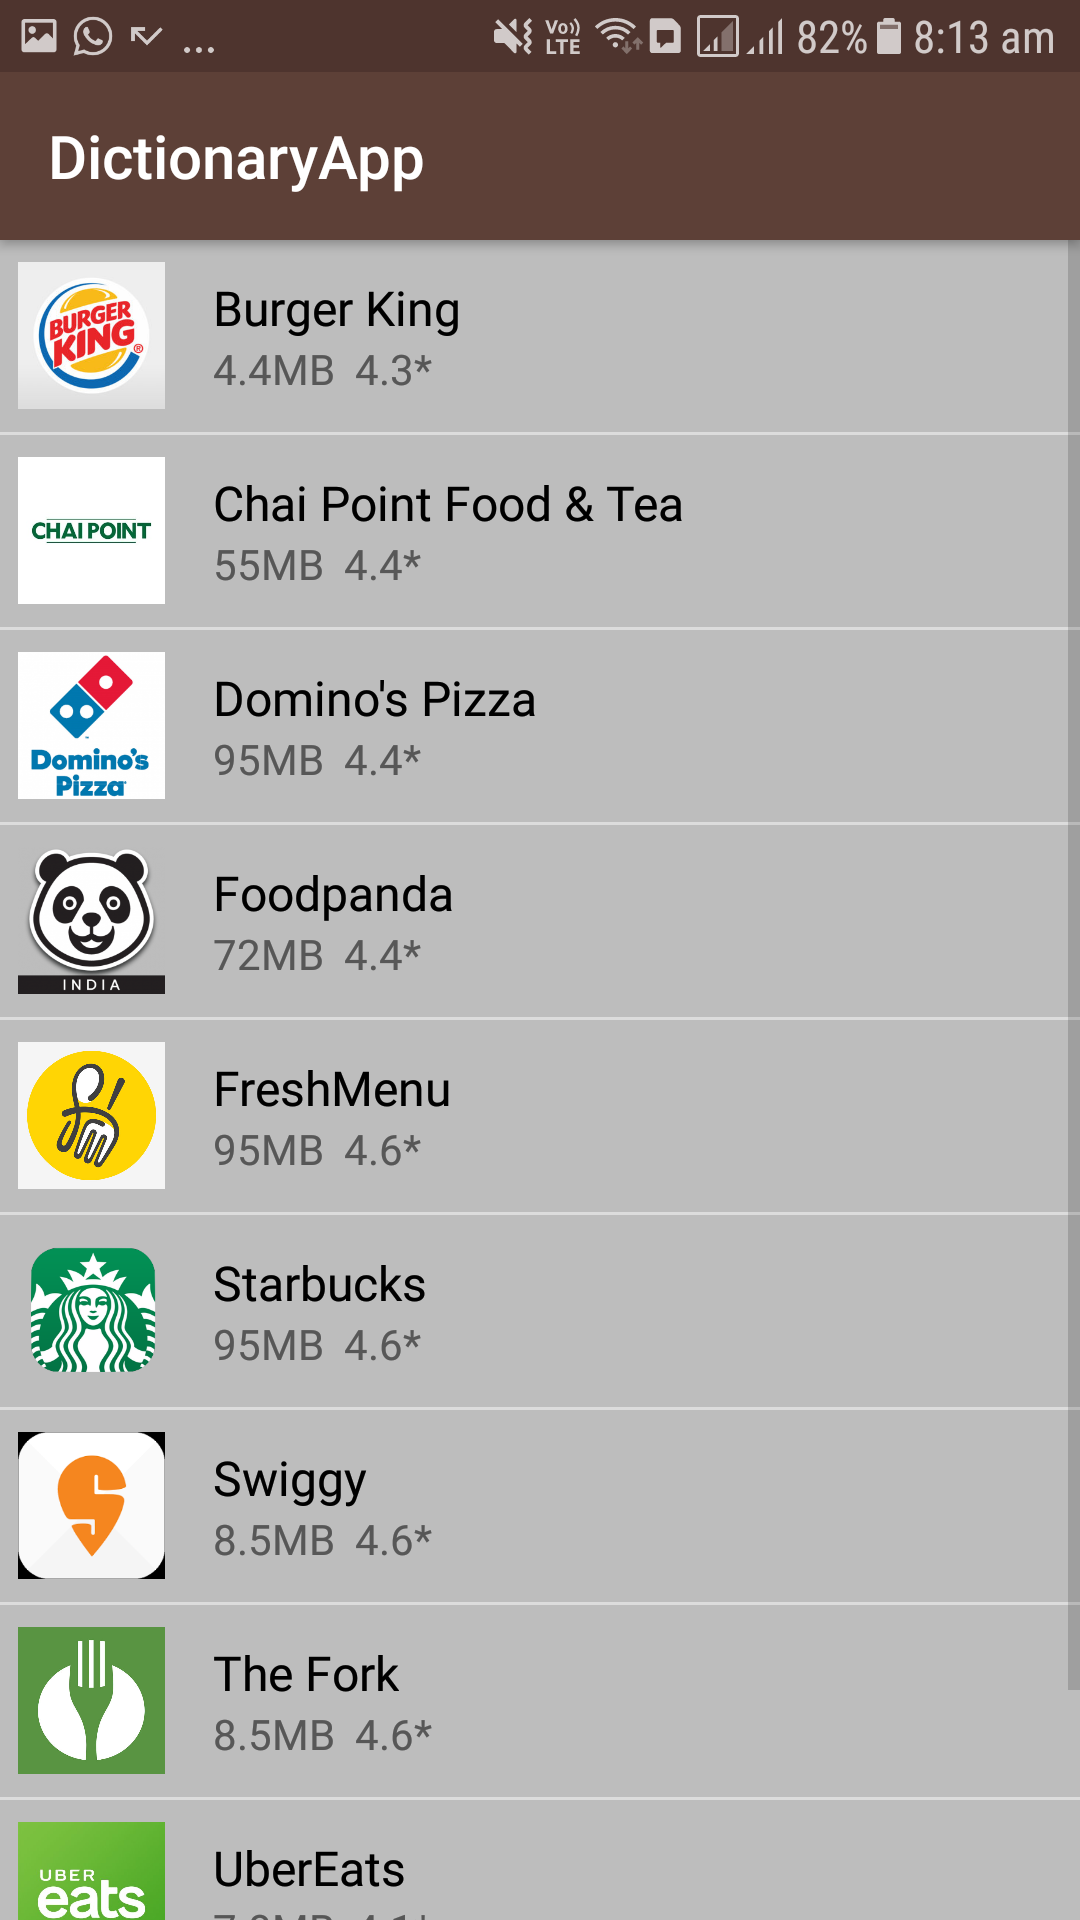 ... Vo)) LTE 82% 8:13 am
DictionaryApp
BURGER KING ®
Burger King
4.4MB 4.3*
CHAI POINT
Chai Point Food & Tea
55MB 4.4*
Domino's Pizza
Domino's Pizza
95MB 4.4*
Foodpanda
72MB 4.4*
INDIA
FreshMenu
95MB 4.6*
Starbucks
95MB 4.6*
Swiggy
8.5MB 4.6*
The Fork
8.5MB 4.6*
UberEats
UBER
eats